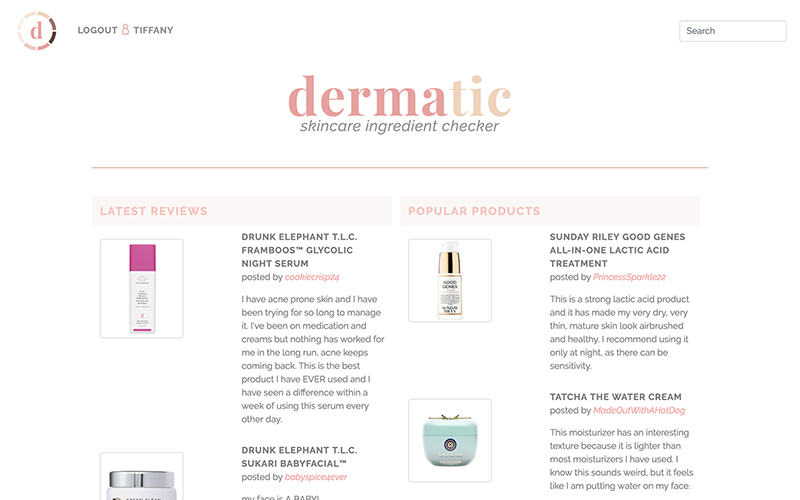 d
LOGOUT TIFFANY
Search
dermatic
skincare ingredient checker
LATEST REVIEWS
DRUNK ELEPHANT T.L.C.
FRAMBOOS™ GLYCOLIC
NIGHT SERUM
posted by cookiecrisp24
I have acne prone skin and I have
been trying for so long to manage
it. I've been on medication and
creams but nothing has worked for
me in the long run, acne keeps
coming back. This is the best
product I have EVER used and I
have seen a difference within a
week of using this serum every
other day.
DRUNK ELEPHANT T.L.C.
SUKARI BABYFACIAL™
posted by babyspice4ever
my face is A BABY!
POPULAR PRODUCTS
GOOD
GENES
SUNDAY RILEY GOOD GENES
ALL-IN-ONE LACTIC ACID
TREATMENT
posted by PrincessSparkle22
This is a strong lactic acid product
and it has made my very dry, very
thin, mature skin look airbrushed
and healthy. I recommend using it
only at night, as there can be
sensitivity.
TATCHA THE WATER CREAM
posted by MadeOutWithAHotDog
This moisturizer has an interesting
texture because it is lighter than
most moisturizers I have used. I
know this sounds weird, but it feels
like I am putting water on my face.